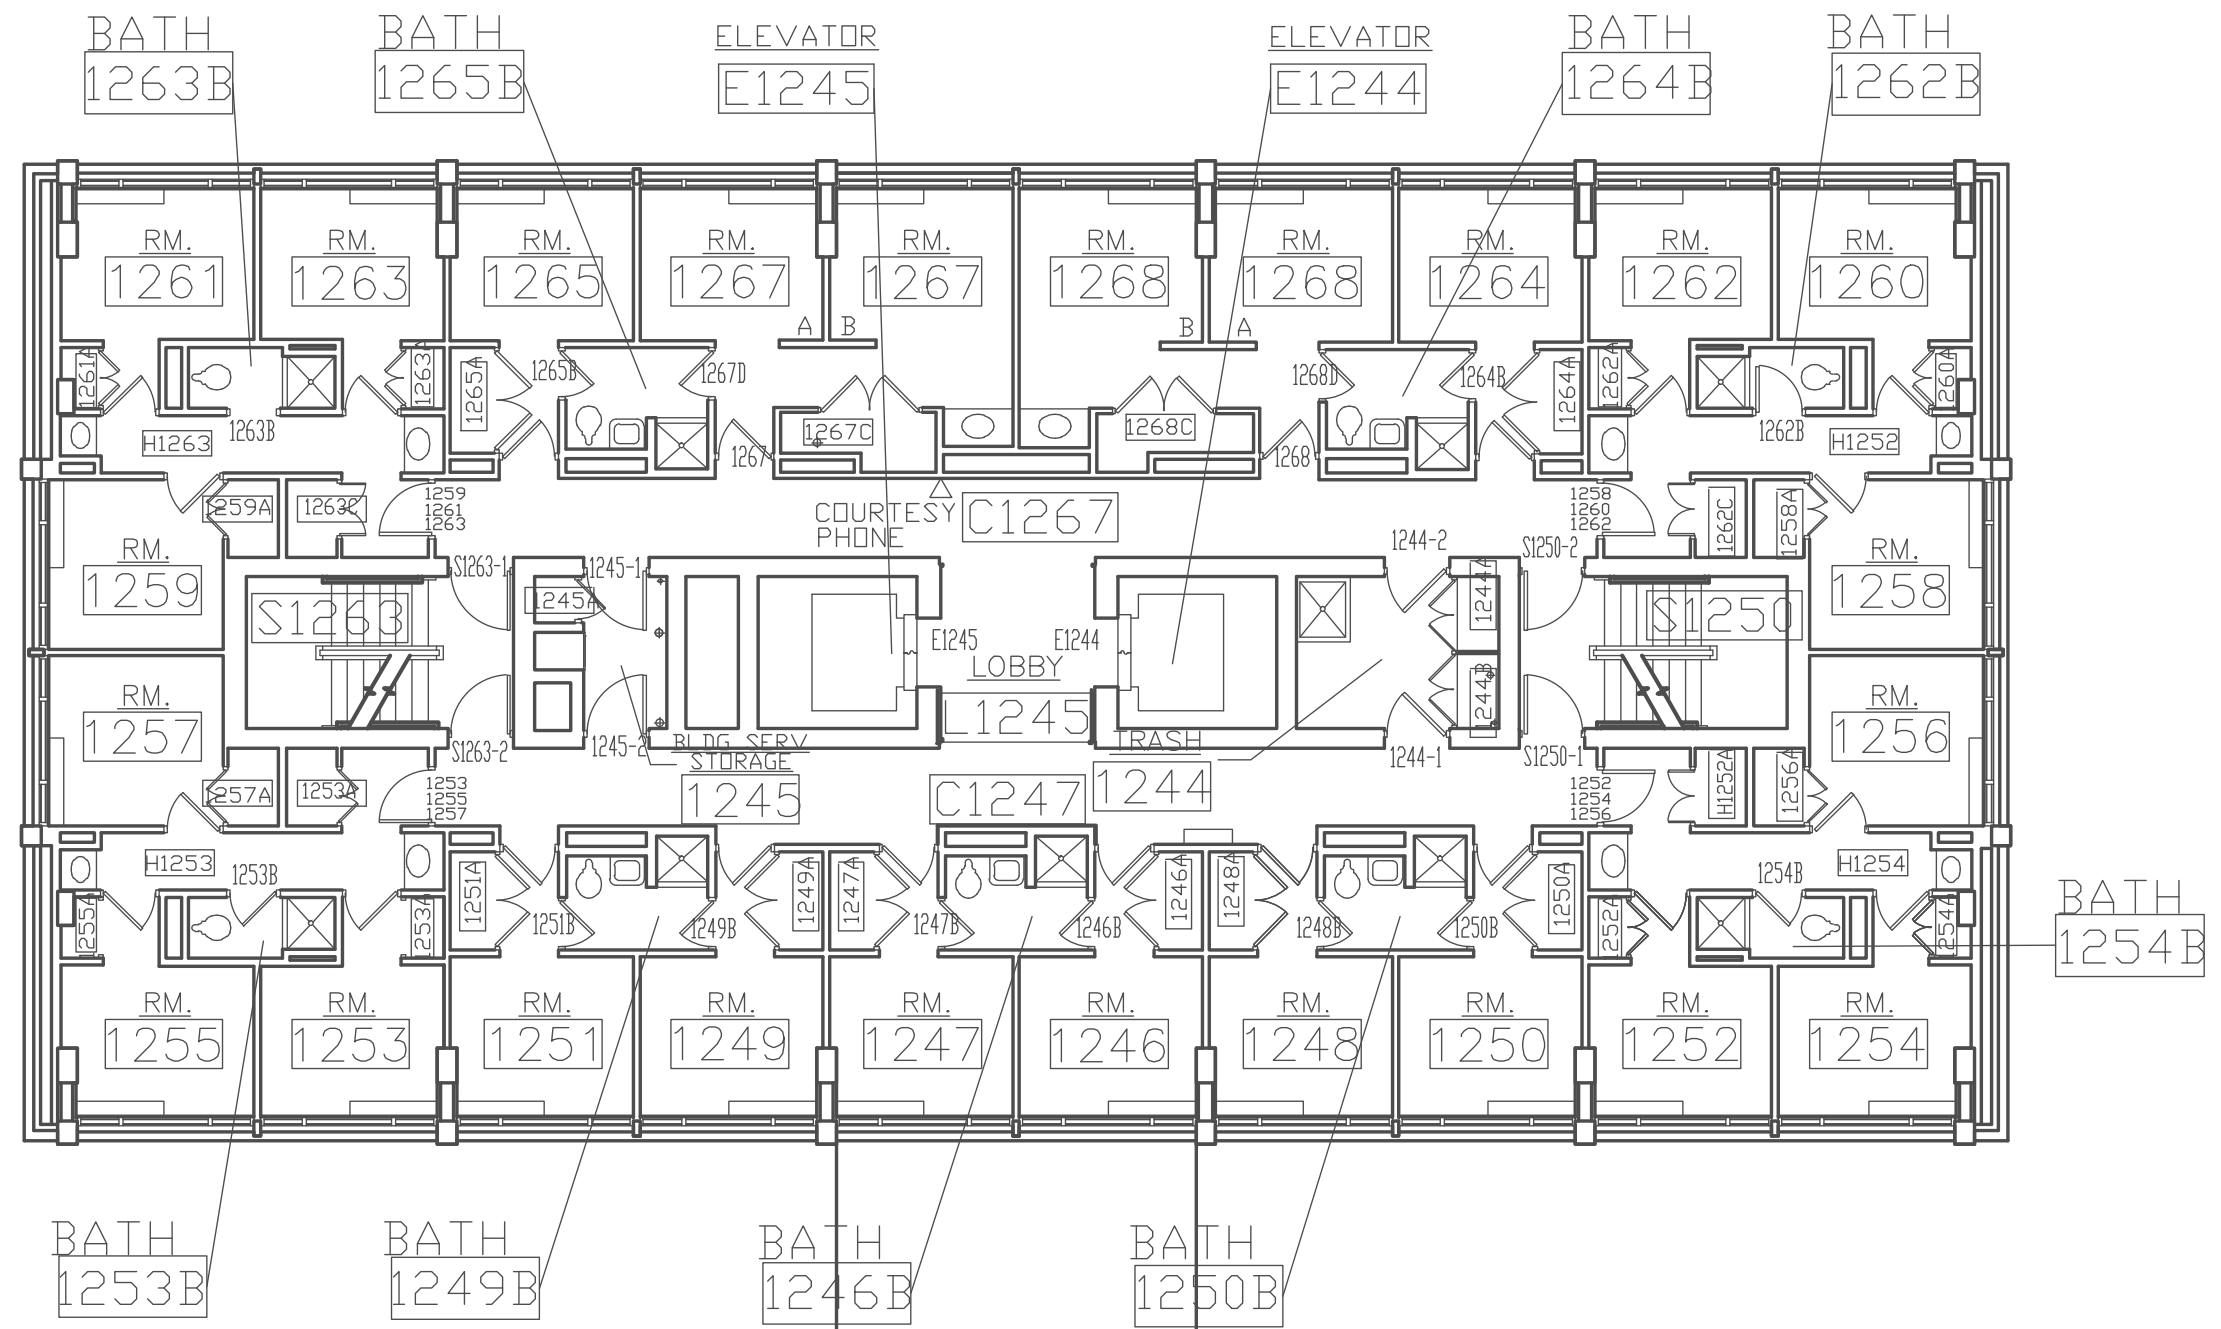 BATH
1263B
BATH
1265B
ELEVATOR
E1245
ELEVATOR
E1244
BATH
1264B
BATH
1262B
RM.
1261
RM.
1263
RM.
1265
RM.
1267
RM.
1267
RM.
1268
RM.
1268
RM.
1264
RM.
1262
RM.
1260
A B
B A
1261A
1263A
1265A
1265B
1267D
1268D
1264B
1264A
1262A
1260A
H1263
1263B
1267
1267C
1268C
1268
1262B
H1252
1259A
1263C
1259
1261
1263
COURTESY
PHONE
C1267
1258
1260
1262
1262C
1258A
RM.
1259
S1263
S1263-1
1245A
1245-1
1244-2
1244A
S1250-2
S1250
RM.
1258
E1245
E1244
LOBBY
L1245
RM.
1257
S1263-2
1245-2
BLDG SERV
STORAGE
1245
C1247
TRASH
1244
1244-1
1244B
S1250-1
RM.
1256
1257A
1253A
1253
1255
1257
1252
1254
1256
H1252A
1256A
H1253
1253B
1255A
1253A
1251A
1251B
1249B
1249A
1247A
1247B
1246B
1246A
1248A
1248B
1250B
1250A
1252A
1254B
H1254
1254A
BATH
1254B
RM.
1255
RM.
1253
RM.
1251
RM.
1249
RM.
1247
RM.
1246
RM.
1248
RM.
1250
RM.
1252
RM.
1254
BATH
1253B
BATH
1249B
BATH
1246B
BATH
1250B